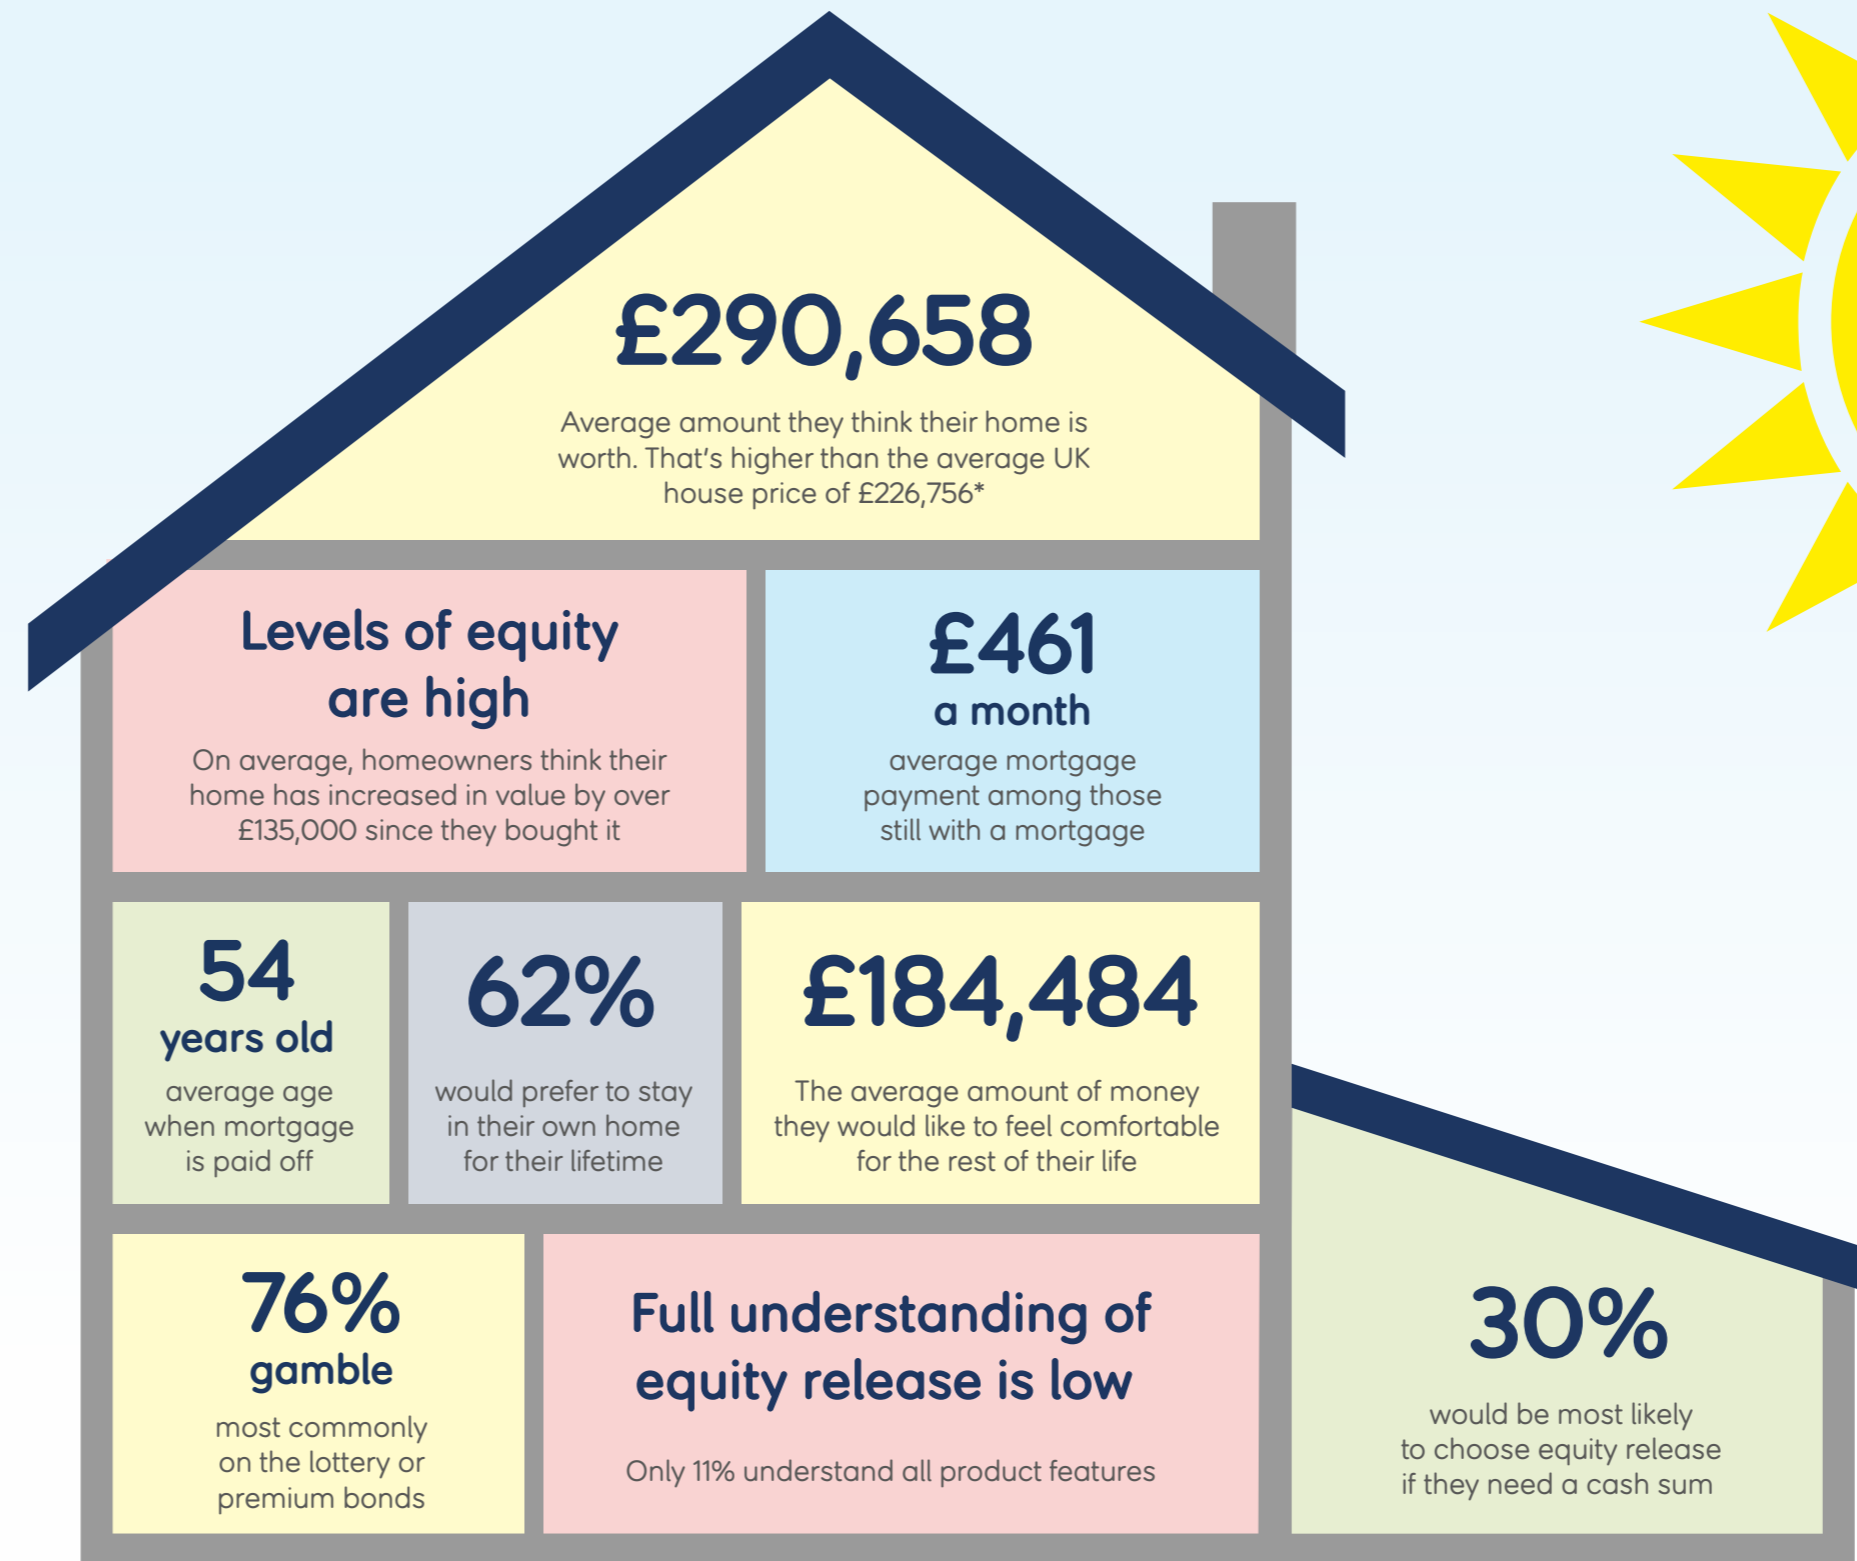 £290,658
Average amount they think their home is
worth. That's higher than the average UK
house price of £226,756*
Levels of equity
are high
On average, homeowners think their
home has increased in value by over
£135,000 since they bought it
£461
a month
average mortgage
payment among those
still with a mortgage
54
years old
average age
when mortgage
is paid off
62%
would prefer to stay
in their own home
for their lifetime
£184,484
The average amount of money
they would like to feel comfortable
for the rest of their life
76%
gamble
most commonly
on the lottery or
premium bonds
Full understanding of
equity release is low
Only 11% understand all product features
30%
would be most likely
to choose equity release
if they need a cash sum